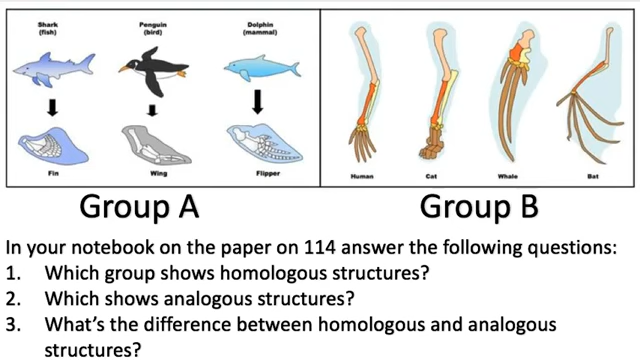 Shark Penguin Dolphin
(fish) (bird) (mammal)
Fin Wing Flipper
Human Cat Whale Bat
Group A Group B
In your notebook on the paper on 114 answer the following questions:
1. Which group shows homologous structures?
2. Which shows analogous structures?
3. What's the difference between homologous and analogous
structures?